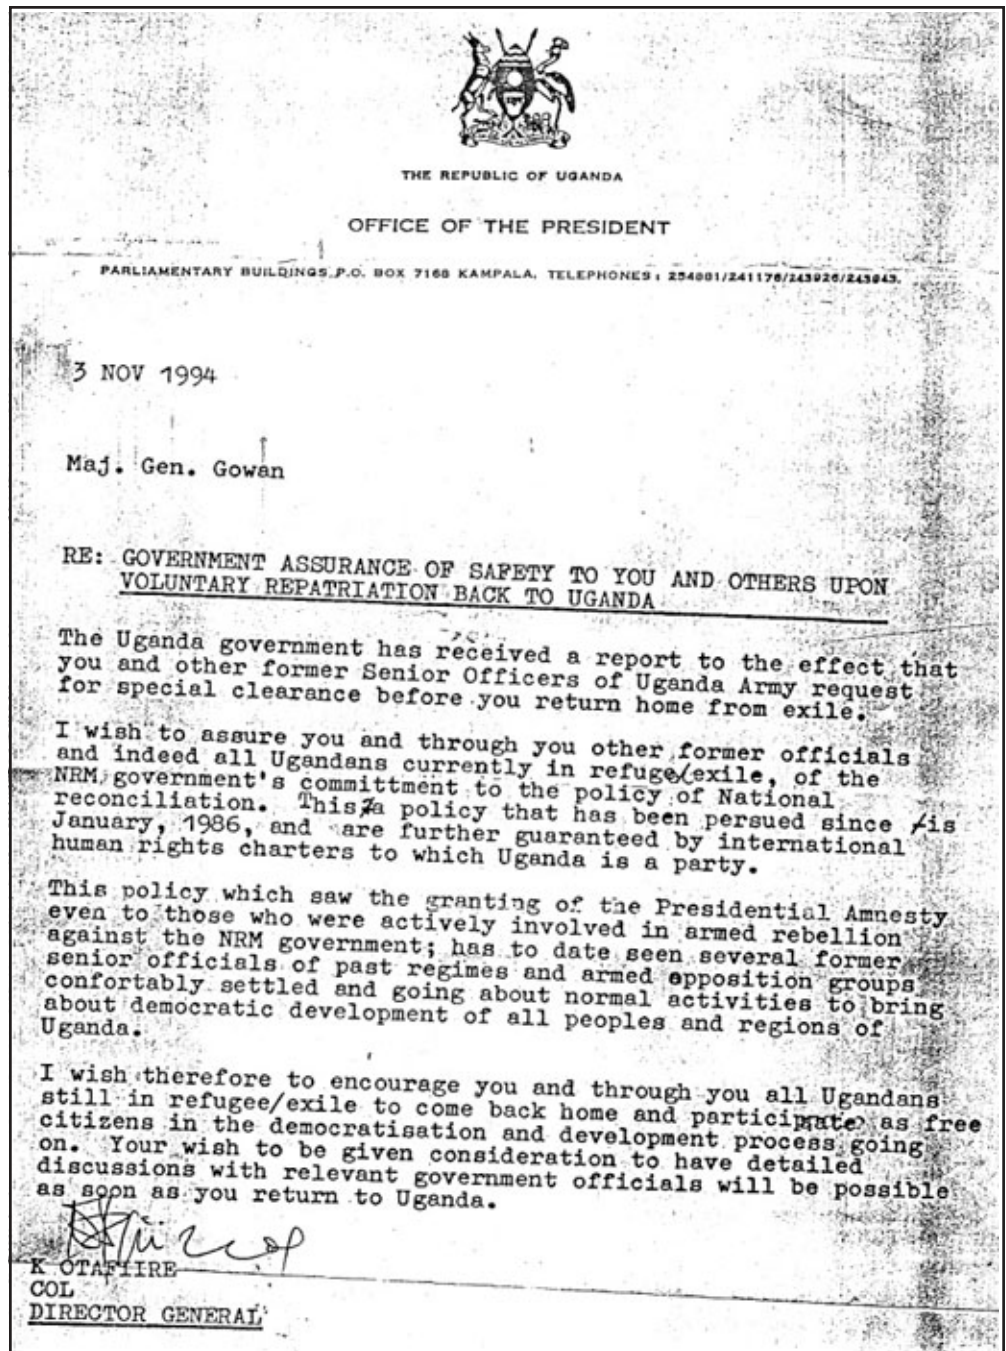 THE REPUBLIC OF UGANDA
OFFICE OF THE PRESIDENT
PARLIAMENTARY BUILDINGS, P.O. BOX 7168 KAMPALA, TELEPHONES: 254881/241176/243926/243943.
3 NOV 1994
Maj. Gen. Gowan
RE: GOVERNMENT ASSURANCE OF SAFETY TO YOU AND OTHERS UPON
VOLUNTARY REPATRIATION BACK TO UGANDA
The Uganda government has received a report to the effect that
you and other former Senior Officers of Uganda Army request
for special clearance before you return home from exile.
I wish to assure you and through you other former officials
and indeed all Ugandans currently in refuge/exile, of the
NRM government's committment to the policy of National
reconciliation. This a policy that has been persued since /is
January, 1986, and are further guaranteed by international
human rights charters to which Uganda is a party.
This policy which saw the granting of the Presidential Amnesty
even to those who were actively involved in armed rebellion
against the NRM government; has to date seen several former
senior officials of past regimes and armed opposition groups
confortably settled and going about normal activities to bring
about democratic development of all peoples and regions of
Uganda.
I wish therefore to encourage you and through you all Ugandans
still in refugee/exile to come back home and participate as free
citizens in the democratisation and development process going
on. Your wish to be given consideration to have detailed
discussions with relevant government officials will be possible
as soon as you return to Uganda.
K OTAFIIRE
COL
DIRECTOR GENERAL